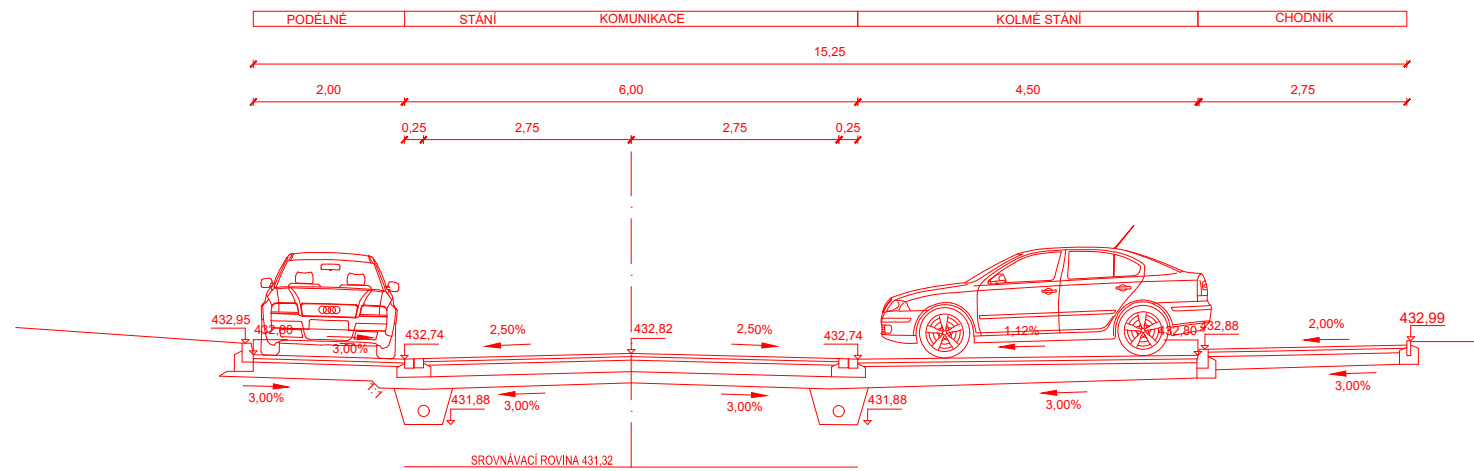 PODÉLNÉ STÁNÍ KOMUNIKACE KOLMÉ STÁNÍ CHODNÍK
15,25
2,00 6,00 4,50 2,75
0,25 2,75 2,75 0,25
432,95 432,80 3,00% 432,74 2,50% 432,82 2,50% 432,74 1,12% 432,80 432,88 2,00% 432,99
3,00% 1:1 431,88 3,00% 3,00% 431,88 3,00% 3,00%
SROVNÁVACÍ ROVINA 431,32